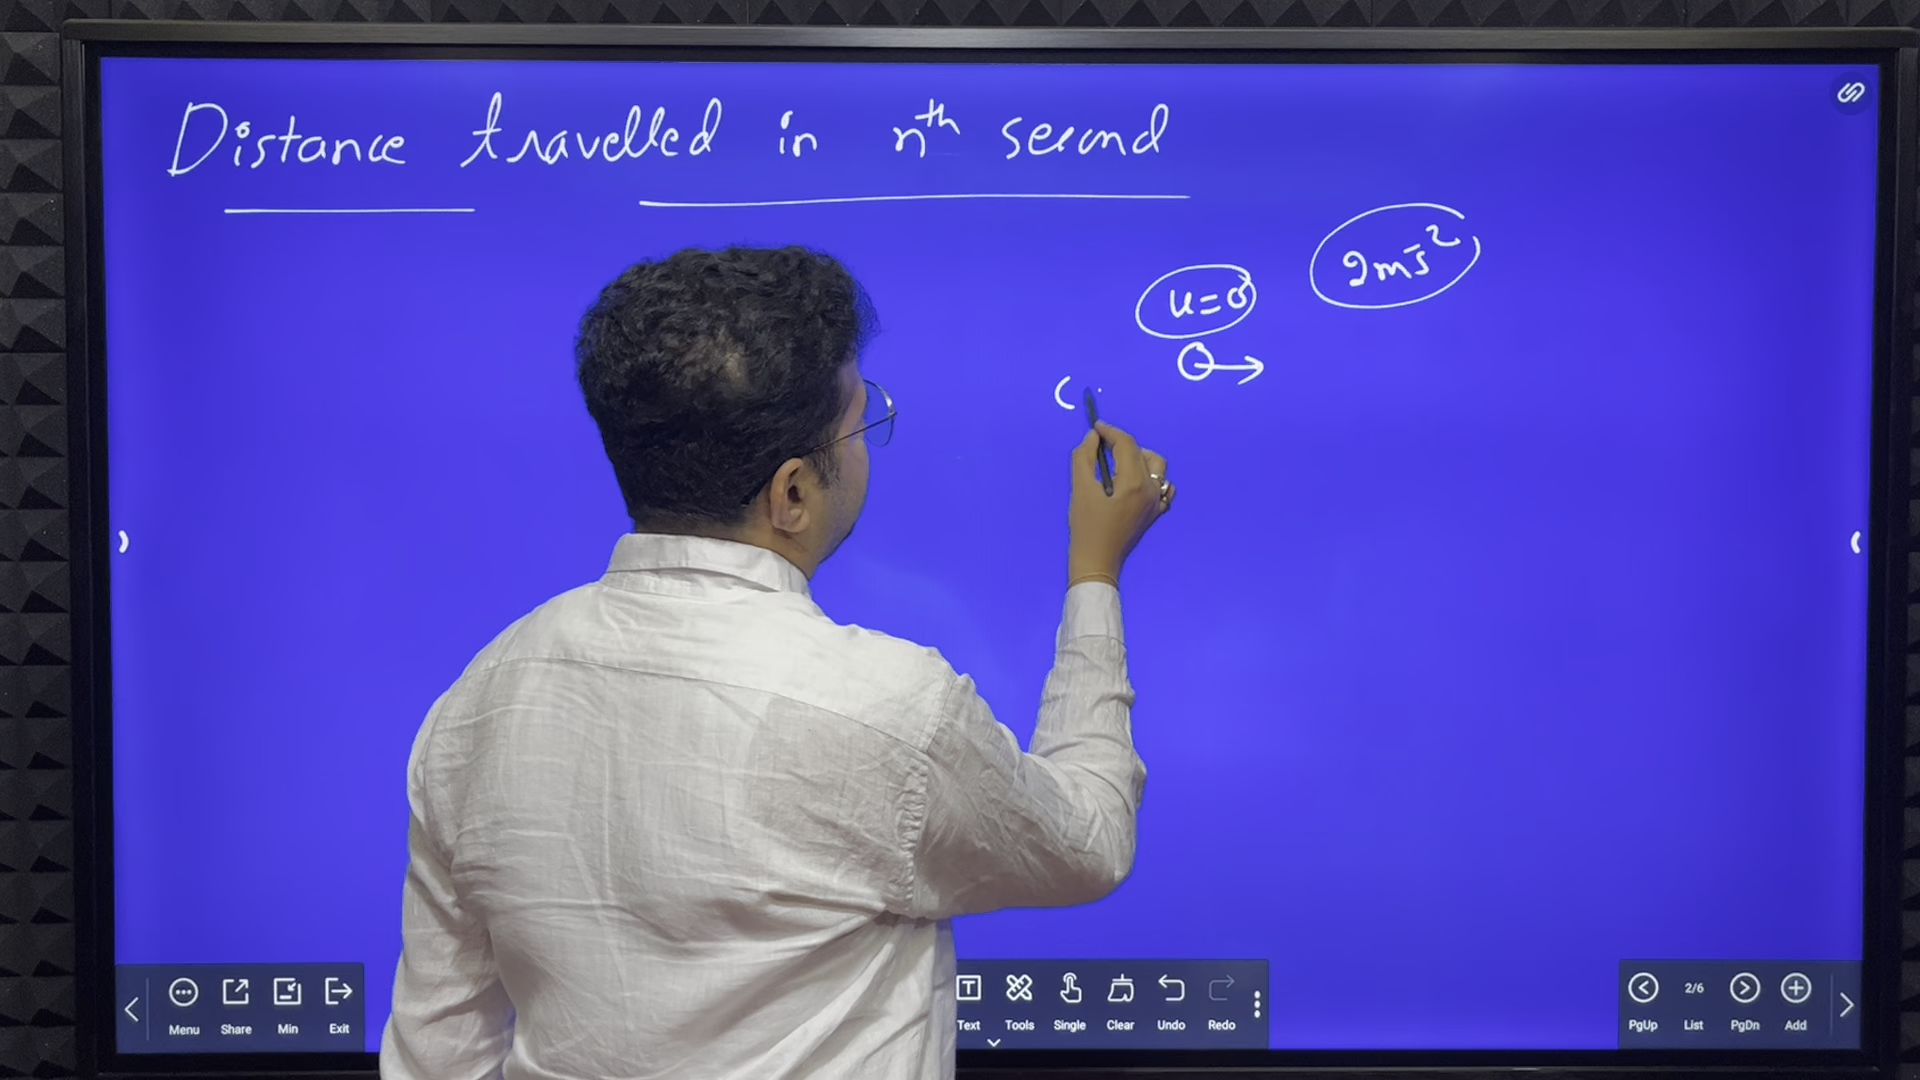 Distance travelled in nth second
2ms⁻²
u=0
(
Menu Share Min Exit
Text Tools Single Clear Undo Redo
PgUp 2/6 List PgDn Add